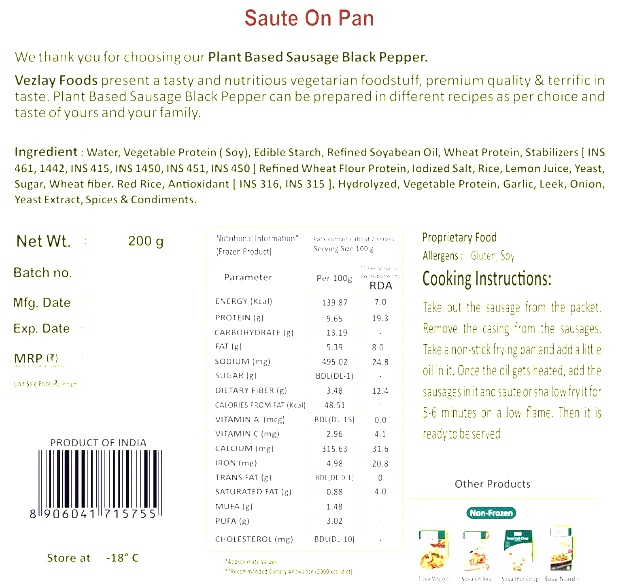 Saute On Pan
We thank you for choosing our Plant Based Sausage Black Pepper.
Vezlay Foods present a tasty and nutritious vegetarian foodstuff, premium quality & terrific in
taste. Plant Based Sausage Black Pepper can be prepared in different recipes as per choice and
taste of yours and your family.
Ingredient : Water, Vegetable Protein ( Soy), Edible Starch, Refined Soyabean Oil, Wheat Protein, Stabilizers [ INS
461, 1442, INS 415, INS 1450, INS 451, INS 450 ] Refined Wheat Flour Protein, Iodized Salt, Rice, Lemon Juice, Yeast,
Sugar, Wheat fiber. Red Rice, Antioxidant [ INS 316, INS 315 ], Hydrolyzed, Vegetable Protein, Garlic, Leek, Onion,
Yeast Extract, Spices & Condiments.
Net Wt. : 200 g
Batch no. :
Mfg. Date :
Exp. Date :
MRP (₹) :
PRODUCT OF INDIA
8 906041 715755
Store at -18° C
Nutritional Information*
(Frozen Product)
Serving Size 100 g
Parameter Per 100g RDA
ENERGY (Kcal) 139.87 7.0
PROTEIN (g) 9.65 19.3
CARBOHYDRATE (g) 13.19 -
FAT (g) 5.39 8.0
SODIUM (mg) 495.02 24.8
SUGAR (g) BDL(DL-1) -
DIETARY FIBER (g) 3.48 12.4
CALORIES FROM FAT (Kcal) 48.51 -
VITAMIN A (mcg) BDL(DL-15) 0.0
VITAMIN C (mg) 2.96 4.1
CALCIUM (mg) 315.63 31.6
IRON (mg) 4.98 20.8
TRANS FAT (g) BDL(DL-0.1) 0
SATURATED FAT (g) 0.88 4.0
MUFA (g) 1.48
PUFA (g) 3.02 -
CHOLESTEROL (mg) BDL(DL-10) -
*Approximate Values
**Recommended Dietary Allowance (2000 kcal diet)
Proprietary Food
Allergens : Gluten, Soy
Cooking Instructions:
Take out the sausage from the packet.
Remove the casing from the sausages.
Take a non-stick frying pan and add a little
oil in it. Once the oil gets heated, add the
sausages in it and saute or shallow fry it for
5-6 minutes on a low flame. Then it is
ready to be served.
Other Products
Non-Frozen